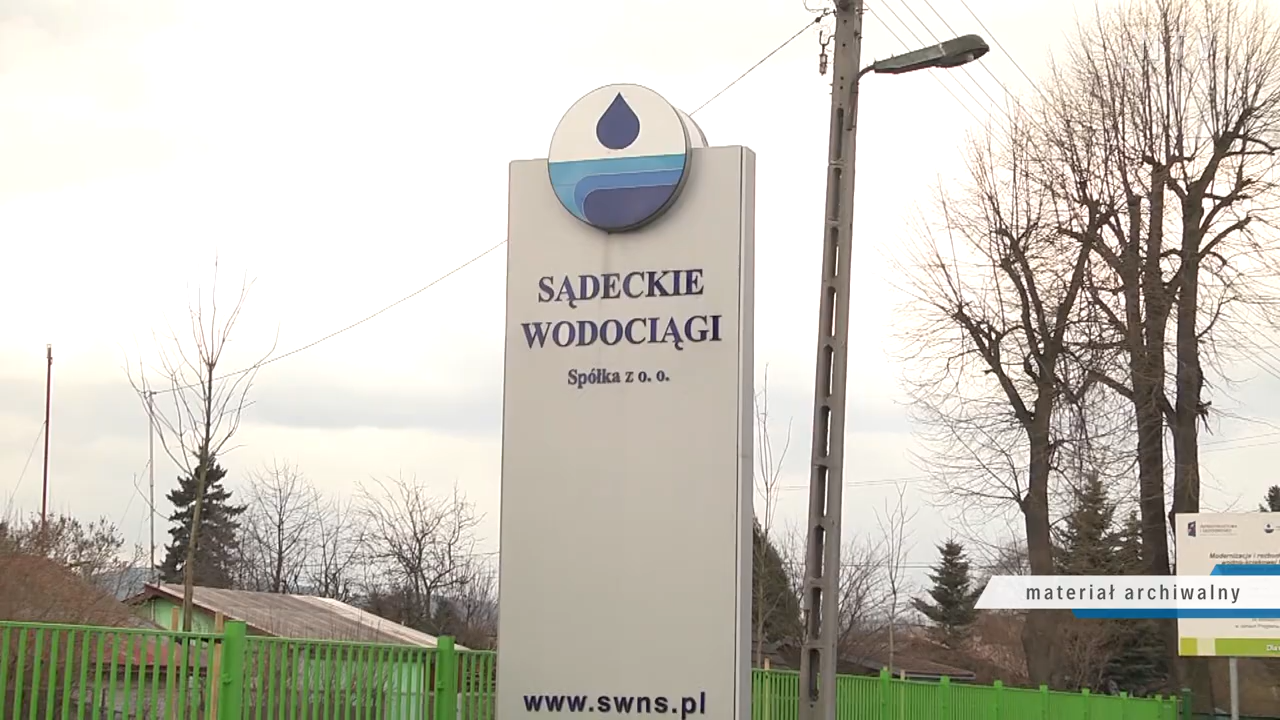 SĄDECKIE
WODOCIĄGI
Spółka z o. o.
www.swns.pl
materiał archiwalny